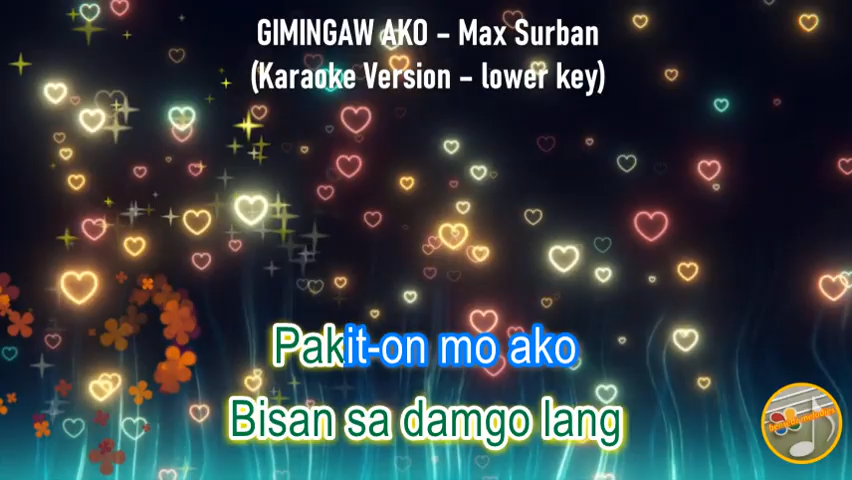 GIMINGAW AKO – Max Surban
(Karaoke Version – lower key)
Pakit-on mo ako
Bisan sa damgo lang